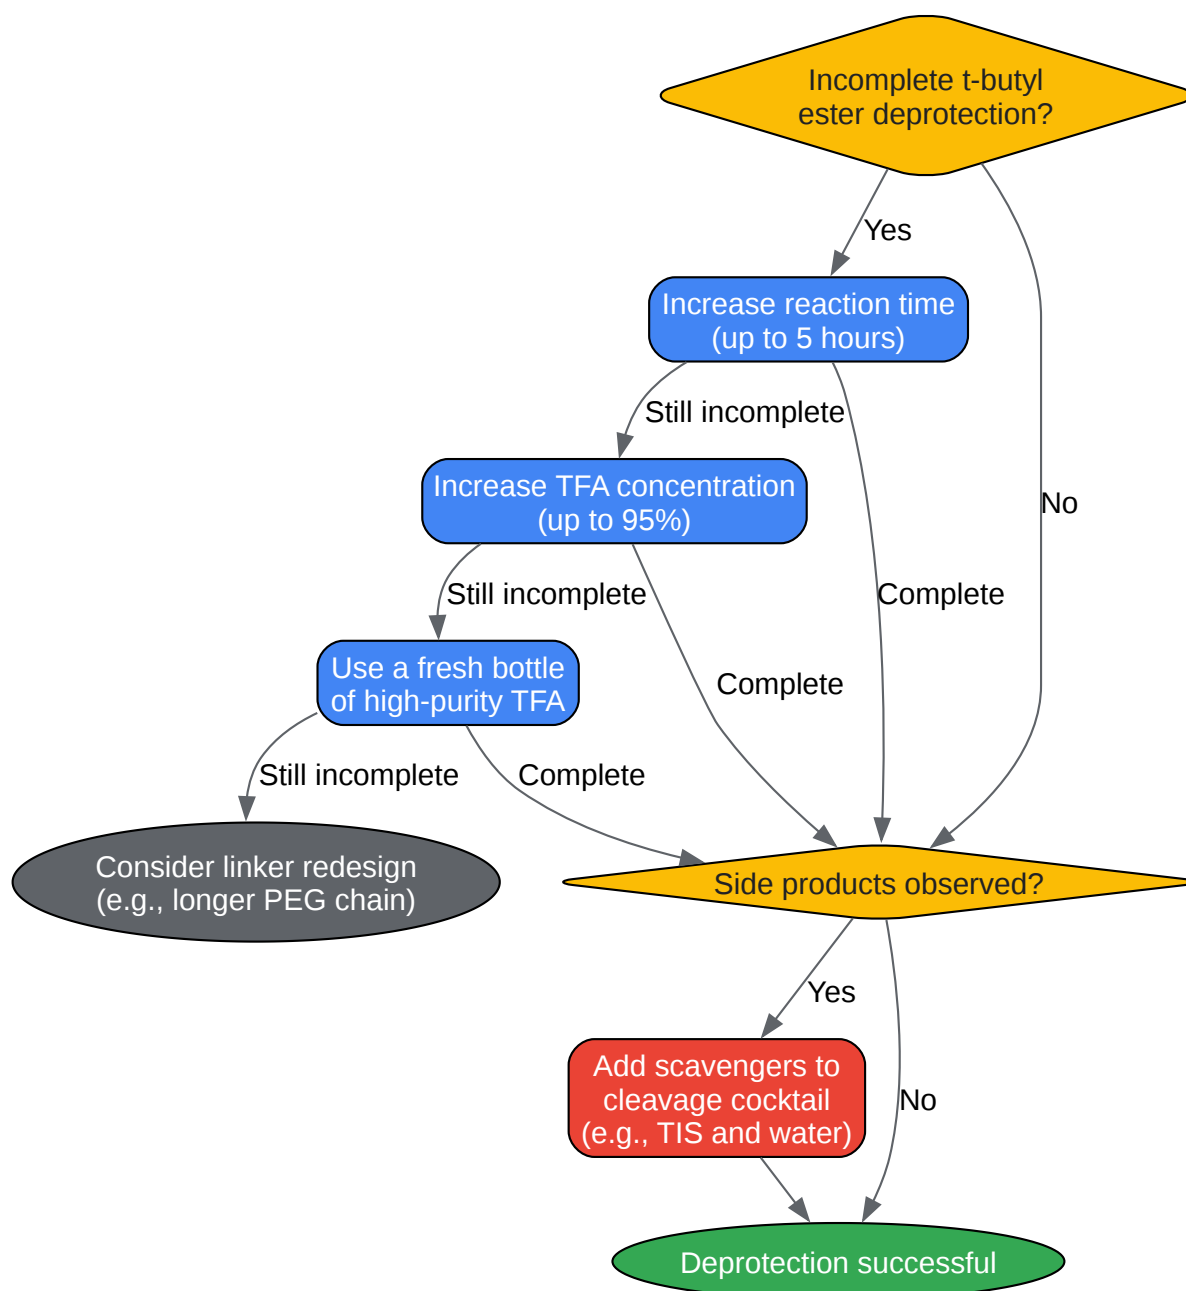 Incomplete t-butyl
ester deprotection?
Yes
Increase reaction time
(up to 5 hours)
Still incomplete
Increase TFA concentration
(up to 95%)
No
Still incomplete
Complete
Use a fresh bottle
of high-purity TFA
Complete
Still incomplete
Complete
Consider linker redesign
(e.g., longer PEG chain)
Side products observed?
Yes
Add scavengers to
cleavage cocktail
(e.g., TIS and water)
No
Deprotection successful